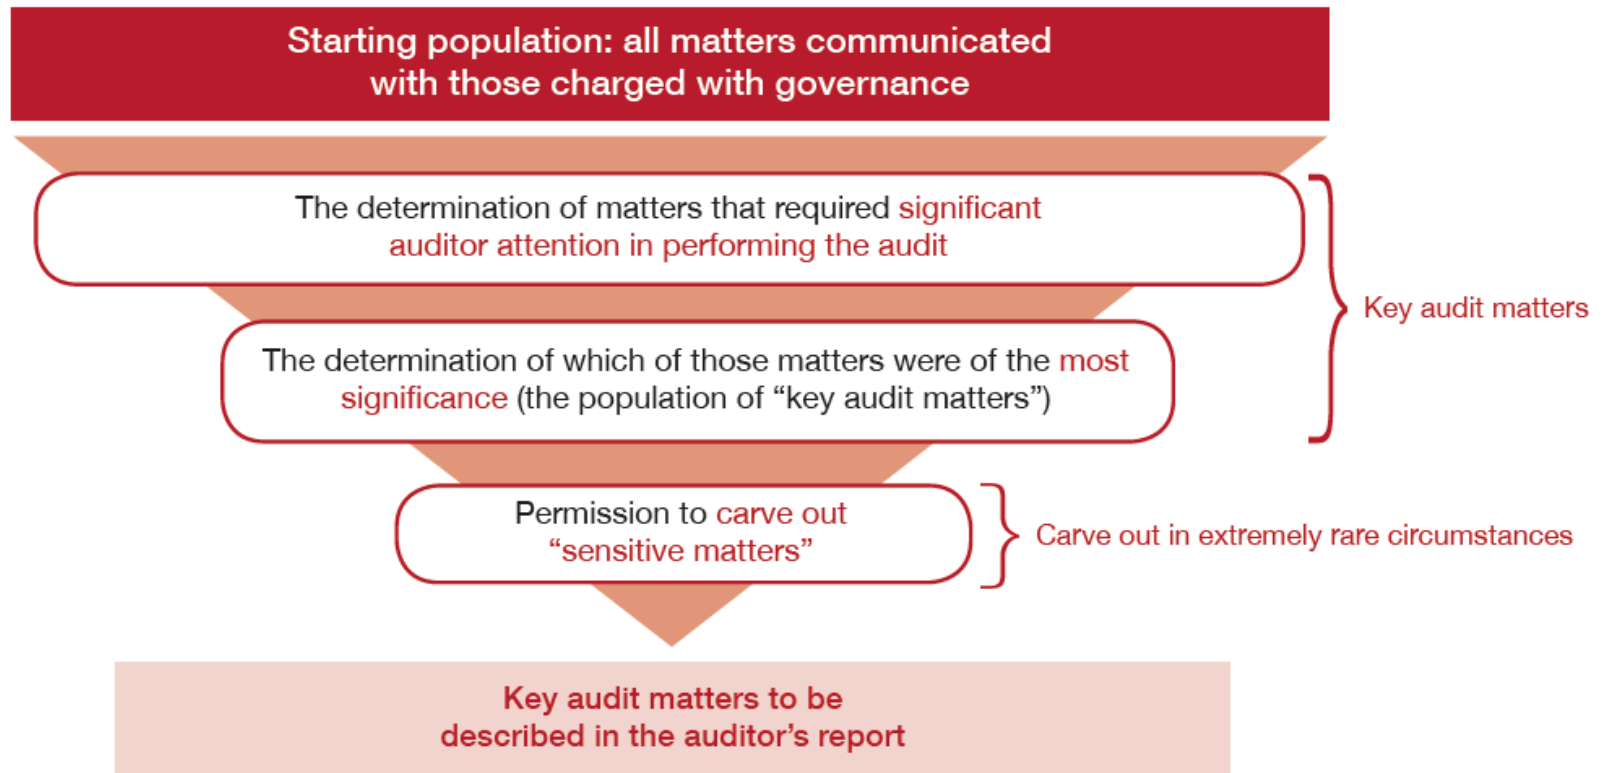 Starting population: all matters communicated
with those charged with governance
The determination of matters that required significant
auditor attention in performing the audit
Key audit matters
The determination of which of those matters were of the most
significance (the population of “key audit matters”)
Permission to carve out
“sensitive matters”
Carve out in extremely rare circumstances
Key audit matters to be
described in the auditor’s report